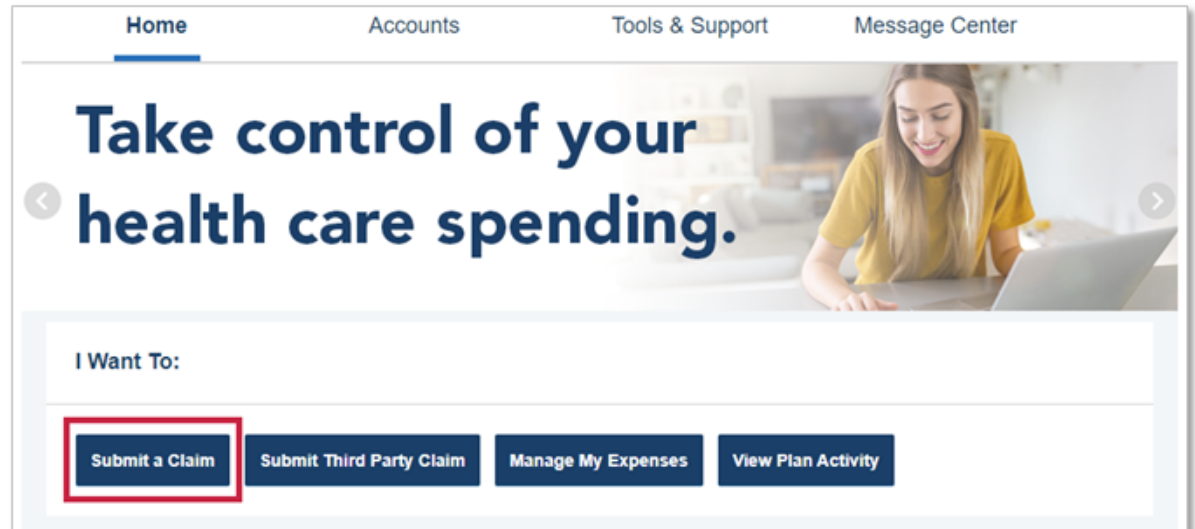 Home Accounts Tools & Support Message Center
Take control of your
health care spending.
I Want To:
Submit a Claim Submit Third Party Claim Manage My Expenses View Plan Activity